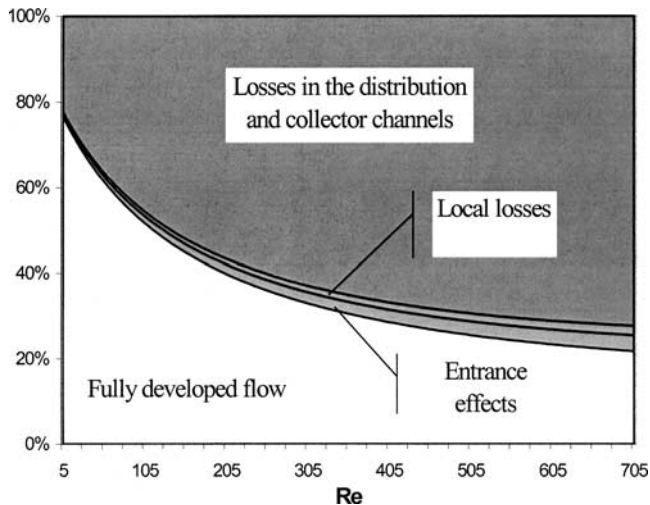 100%
80%
60%
40%
20%
0%
Losses in the distribution
and collector channels
Local losses
Fully developed flow
Entrance
effects
5 105 205 305 405 505 605 705
Re